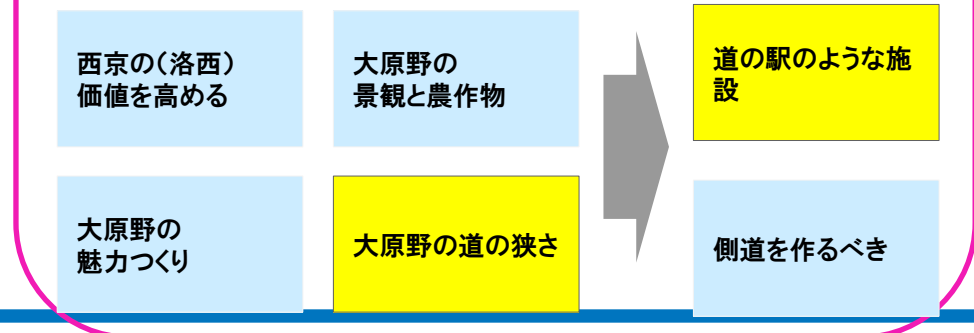 西京の(洛西)
価値を高める
大原野の
景観と農作物
道の駅のような施
設
大原野の
魅力つくり
大原野の道の狭さ
側道を作るべき